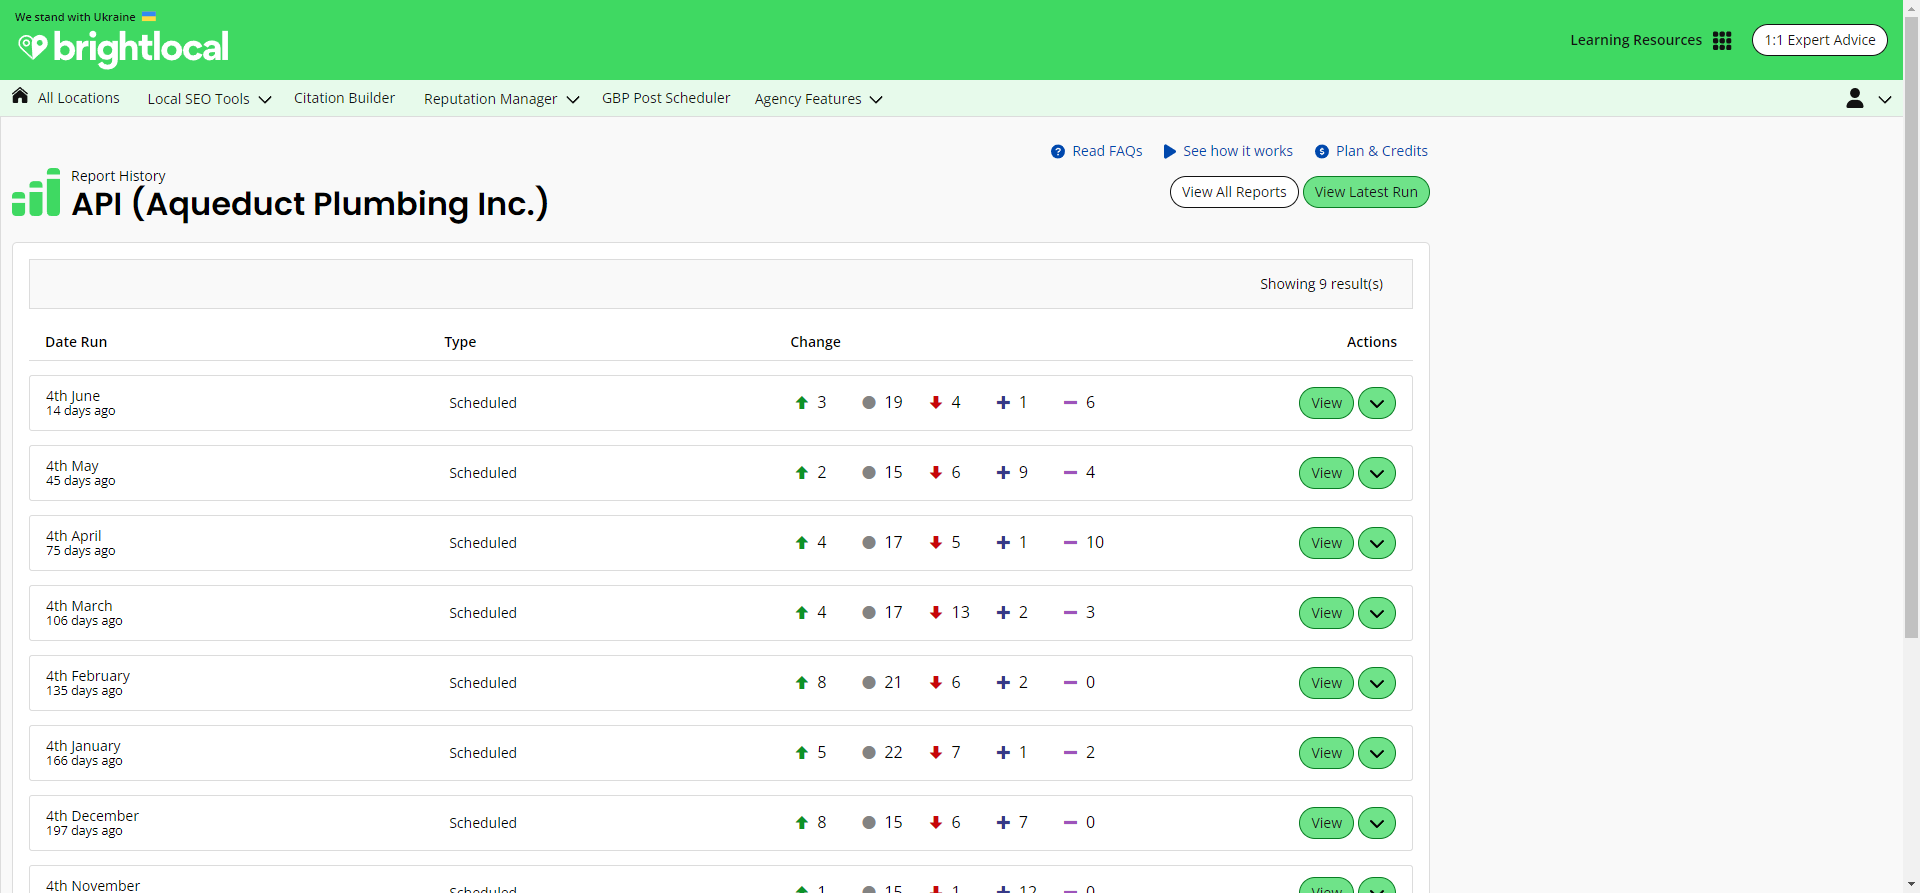 We stand with Ukraine
brightlocal
Learning Resources
1:1 Expert Advice
All Locations Local SEO Tools Citation Builder Reputation Manager GBP Post Scheduler Agency Features
Read FAQs See how it works Plan & Credits
Report History
API (Aqueduct Plumbing Inc.)
View All Reports View Latest Run
Showing 9 result(s)
Date Run Type Change Actions
4th June
14 days ago
Scheduled 3 19 4 1 6 View
4th May
45 days ago
Scheduled 2 15 6 9 4 View
4th April
75 days ago
Scheduled 4 17 5 1 10 View
4th March
106 days ago
Scheduled 4 17 13 2 3 View
4th February
135 days ago
Scheduled 8 21 6 2 0 View
4th January
166 days ago
Scheduled 5 22 7 1 2 View
4th December
197 days ago
Scheduled 8 15 6 7 0 View
4th November
Scheduled 1 15 1 12 0 View